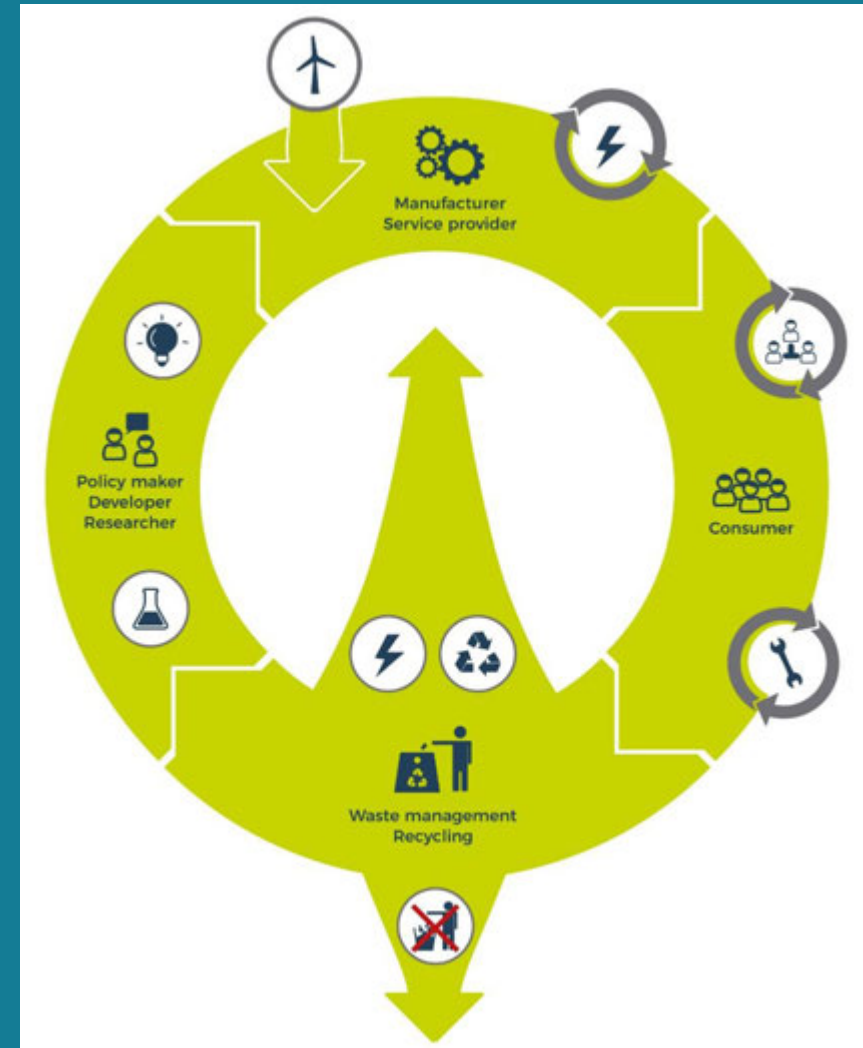 Manufacturer
Service provider
Policy maker
Developer
Researcher
Consumer
Waste management
Recycling